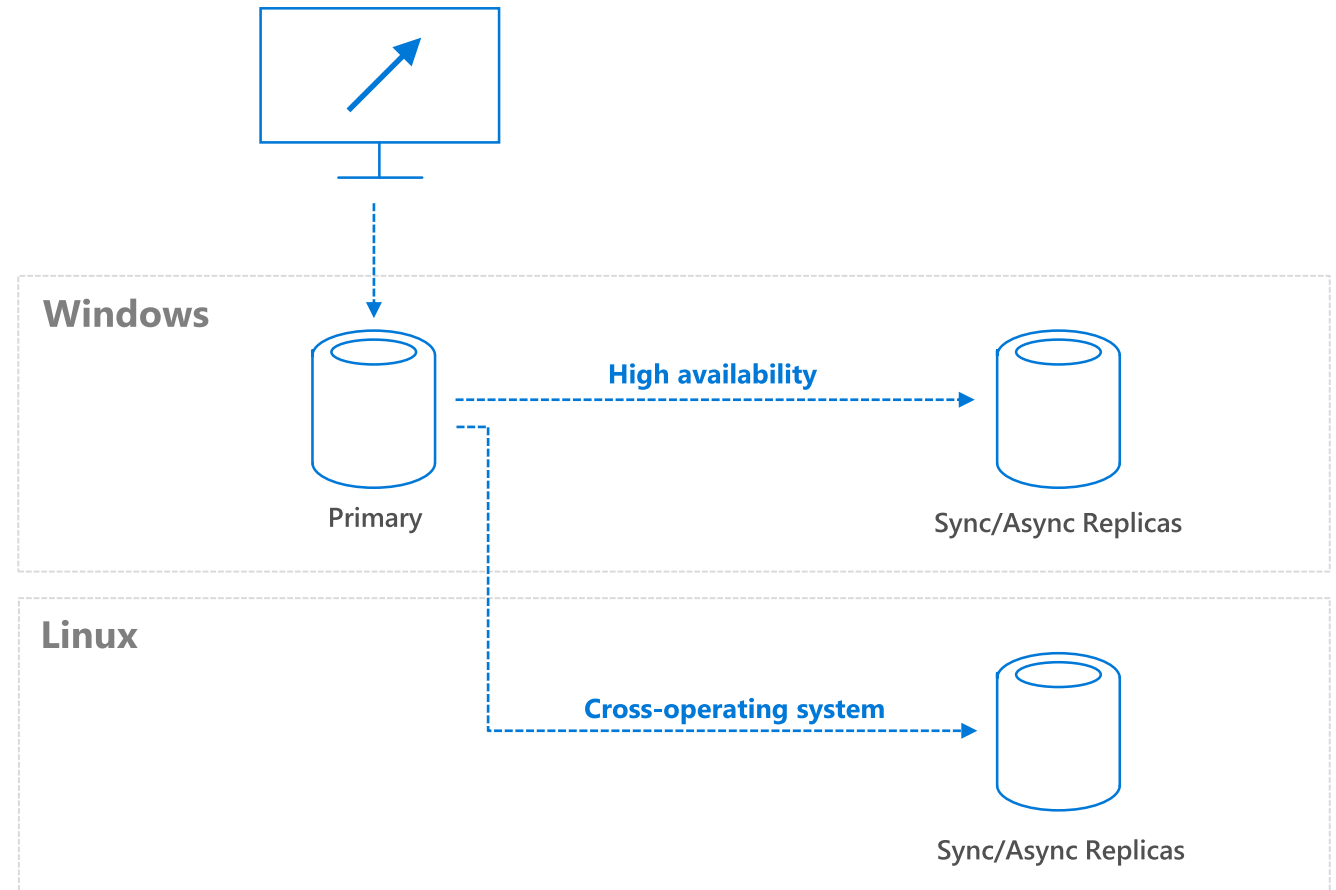 Windows
High availability
Primary
Sync/Async Replicas
Linux
Cross-operating system
Sync/Async Replicas